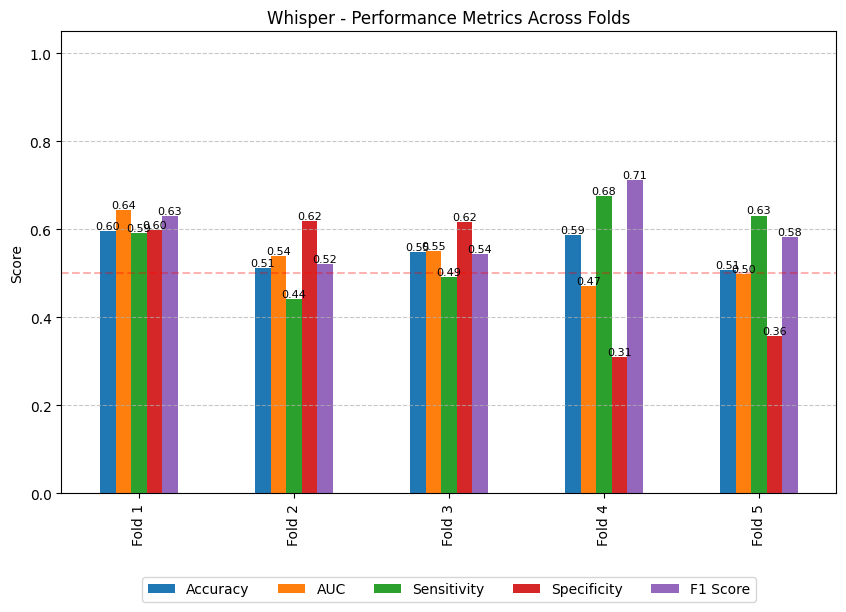 Whisper - Performance Metrics Across Folds
1.0
0.8
0.6
0.4
0.2
0.0
Score
0.60 0.64 0.59 0.60 0.63
0.51 0.54 0.44 0.62 0.52
0.55 0.55 0.49 0.62 0.54
0.59 0.47 0.68 0.31 0.71
0.51 0.50 0.63 0.36 0.58
Fold 1
Fold 2
Fold 3
Fold 4
Fold 5
Accuracy AUC Sensitivity Specificity F1 Score